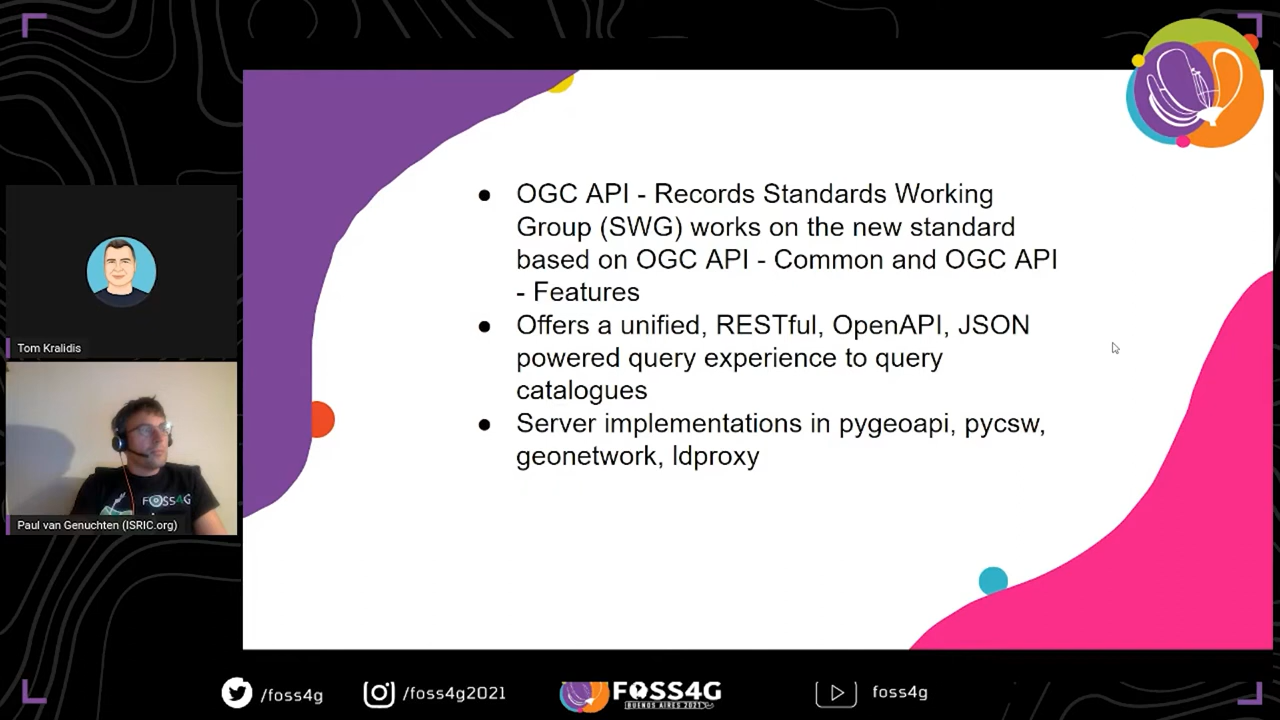 ● OGC API - Records Standards Working
Group (SWG) works on the new standard
based on OGC API - Common and OGC API
- Features
● Offers a unified, RESTful, OpenAPI, JSON
powered query experience to query
catalogues
● Server implementations in pygeoapi, pycsw,
geonetwork, ldproxy
Tom Kralidis
FOSS4G
Paul van Genuchten (ISRIC.org)
/foss4g
/foss4g2021
FOSS4G
BUENOS AIRES 2021
foss4g